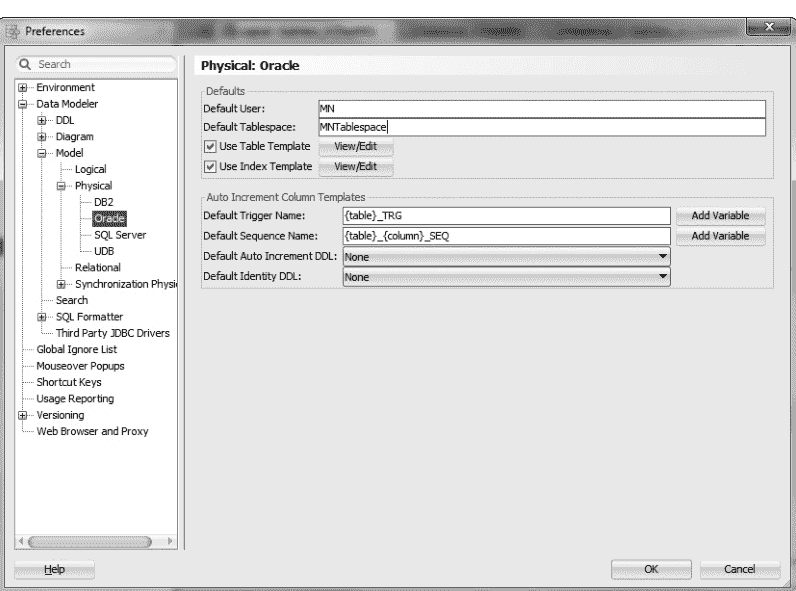 Preferences
Search
Environment
Data Modeler
DDL
Diagram
Model
Logical
Physical
DB2
Oracle
SQL Server
UDB
Relational
Synchronization Physi
Search
SQL Formatter
Third Party JDBC Drivers
Global Ignore List
Mouseover Popups
Shortcut Keys
Usage Reporting
Versioning
Web Browser and Proxy
Physical: Oracle
Defaults
Default User: MN
Default Tablespace: MNTablespace
Use Table Template View/Edit
Use Index Template View/Edit
Auto Increment Column Templates
Default Trigger Name: {table}_TRG Add Variable
Default Sequence Name: {table}_{column}_SEQ Add Variable
Default Auto Increment DDL: None
Default Identity DDL: None
Help OK Cancel